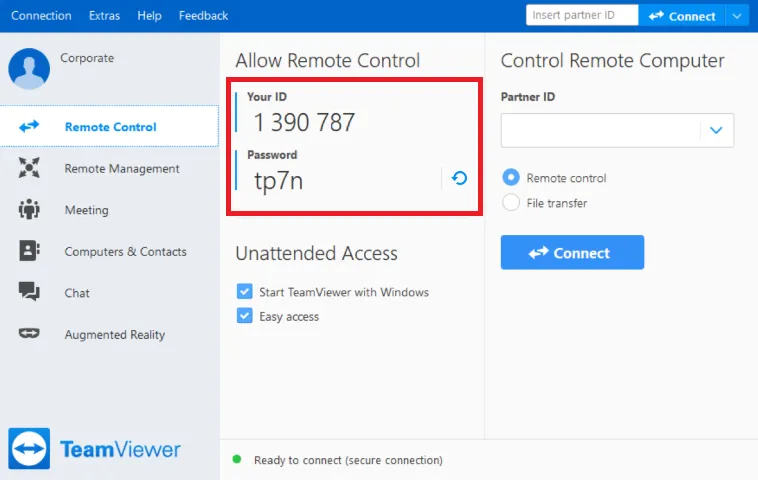 Connection Extras Help Feedback
Insert partner ID
Connect
Corporate
Remote Control
Remote Management
Meeting
Computers & Contacts
Chat
Augmented Reality
TeamViewer
Allow Remote Control
Your ID
1 390 787
Password
tp7n
Unattended Access
Start TeamViewer with Windows
Easy access
Control Remote Computer
Partner ID
Remote control
File transfer
Connect
Ready to connect (secure connection)